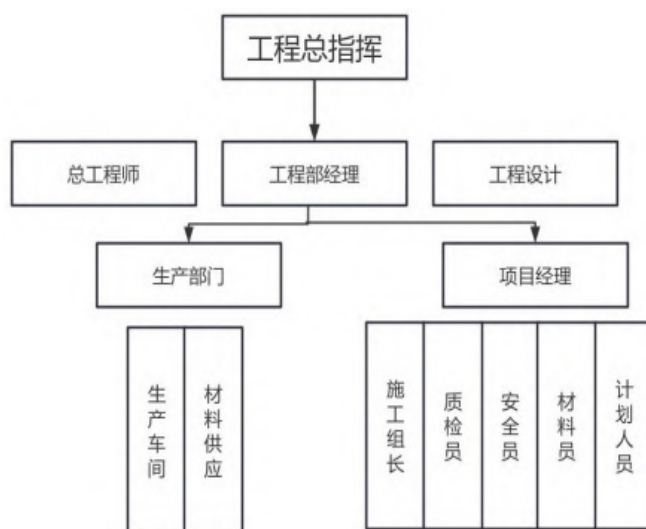 工程总指挥
总工程师
工程部经理
工程设计
生产部门
项目经理
生产车间
材料供应
施工组长
质检员
安全员
材料员
计划人员